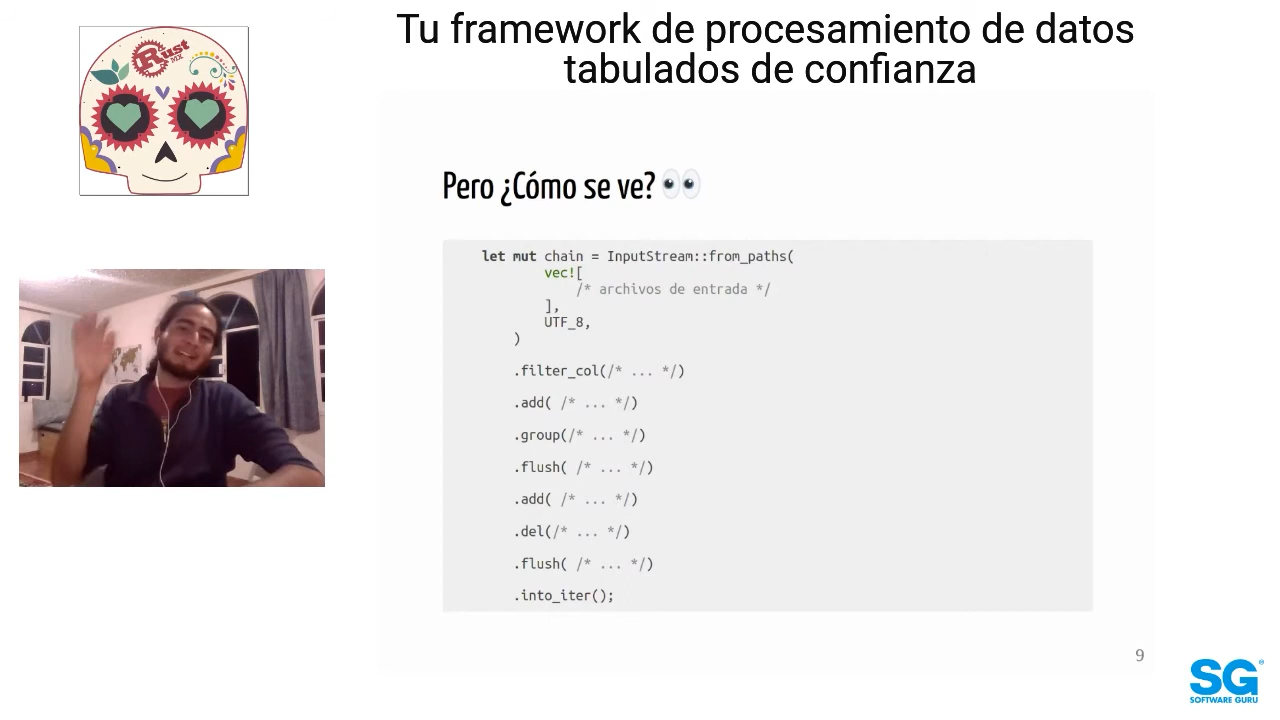 Tu framework de procesamiento de datos
tabulados de confianza
Rust
MX
Pero ¿Cómo se ve? 👀
let mut chain = InputStream::from_paths(
vec![
/* archivos de entrada */
],
UTF_8,
)
.filter_col(/* ... */)
.add( /* ... */)
.group(/* ... */)
.flush( /* ... */)
.add( /* ... */)
.del(/* ... */)
.flush( /* ... */)
.into_iter();
9
SG
SOFTWARE GURU